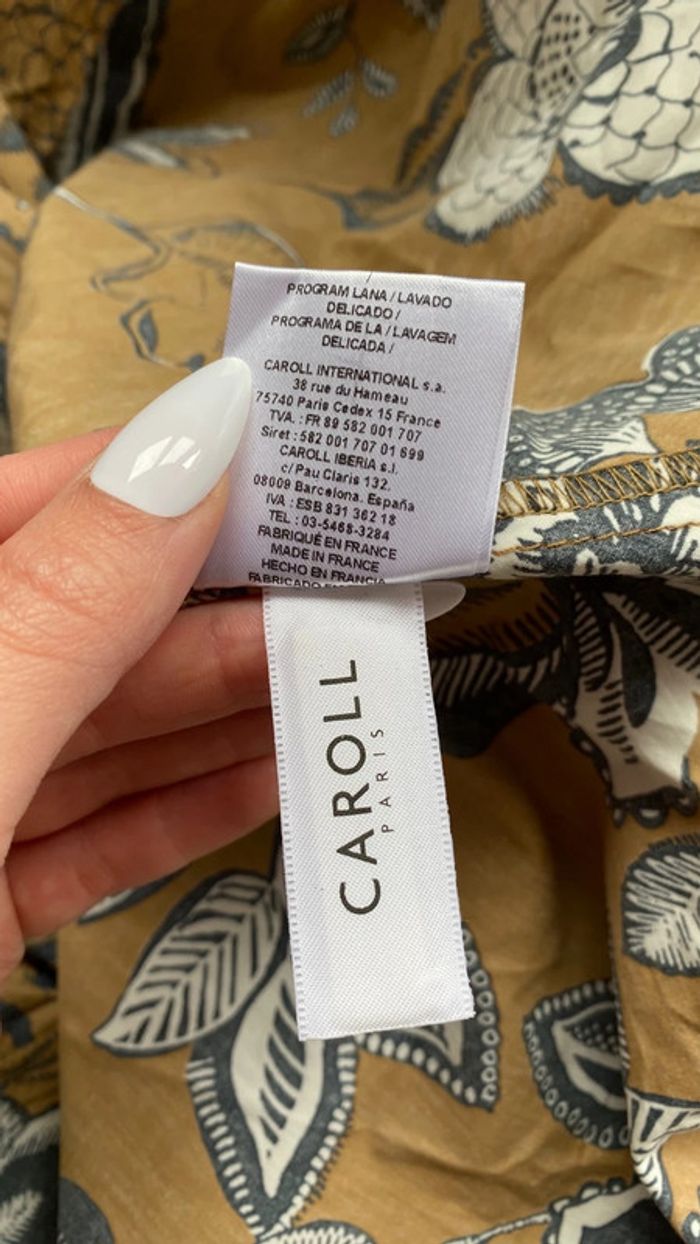 PROGRAM LANA / LAVADO
DELICADO /
PROGRAMA DE LA / LAVAGEM
DELICADA /
CAROLL INTERNATIONAL s.a.
38 rue du Hameau
75740 Paris Cedex 15 France
TVA. : FR 89 582 001 707
Siret : 582 001 707 01 699
CAROLL IBERIA s.l.
c/ Pau Claris 132.
08009 Barcelona. España
IVA : ESB 831 362 18
TEL : 03-5468-3284
FABRIQUÉ EN FRANCE
MADE IN FRANCE
HECHO EN FRANCIA
FABRICADO EM
CAROLL
PARIS